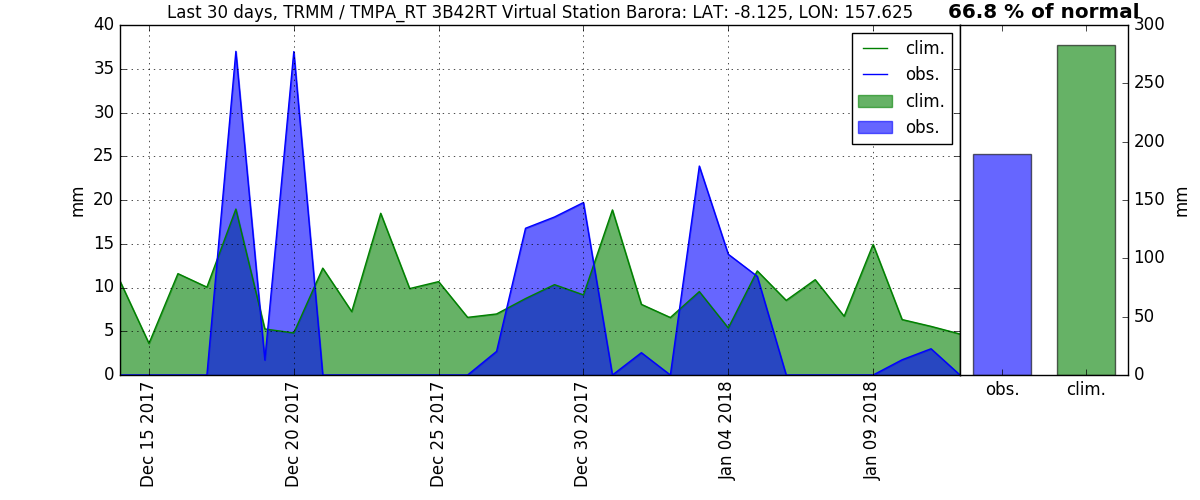 Last 30 days, TRMM / TMPA_RT 3B42RT Virtual Station Barora: LAT: -8.125, LON: 157.625
66.8 % of normal
40
35
30
25
20
15
10
5
0
mm
clim.
obs.
clim.
obs.
Dec 15 2017
Dec 20 2017
Dec 25 2017
Dec 30 2017
Jan 04 2018
Jan 09 2018
300
250
200
150
100
50
0
mm
obs.
clim.